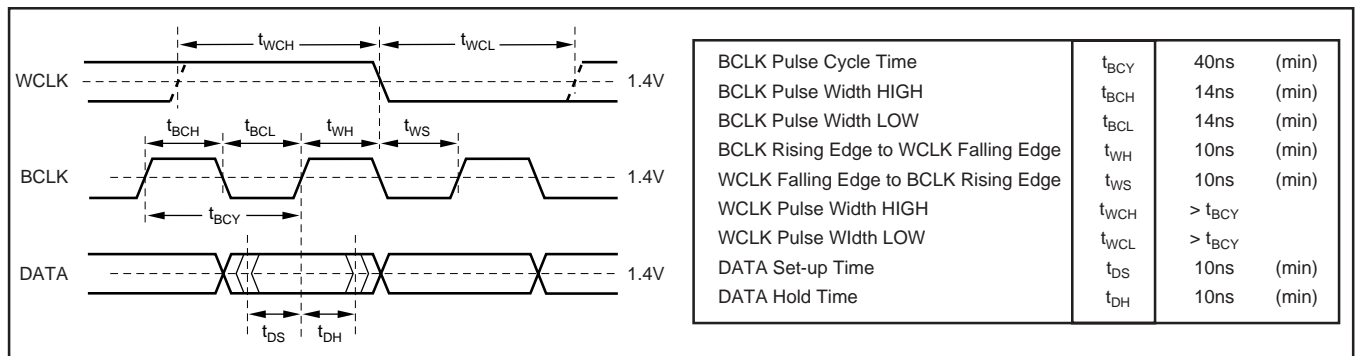 tWCH tWCL
WCLK 1.4V
tBCH tBCL tWH tWS
BCLK 1.4V
tBCY
DATA 1.4V
tDS tDH
BCLK Pulse Cycle Time tBCY 40ns (min)
BCLK Pulse Width HIGH tBCH 14ns (min)
BCLK Pulse Width LOW tBCL 14ns (min)
BCLK Rising Edge to WCLK Falling Edge tWH 10ns (min)
WCLK Falling Edge to BCLK Rising Edge tWS 10ns (min)
WCLK Pulse Width HIGH tWCH > tBCY
WCLK Pulse WIdth LOW tWCL > tBCY
DATA Set-up Time tDS 10ns (min)
DATA Hold Time tDH 10ns (min)